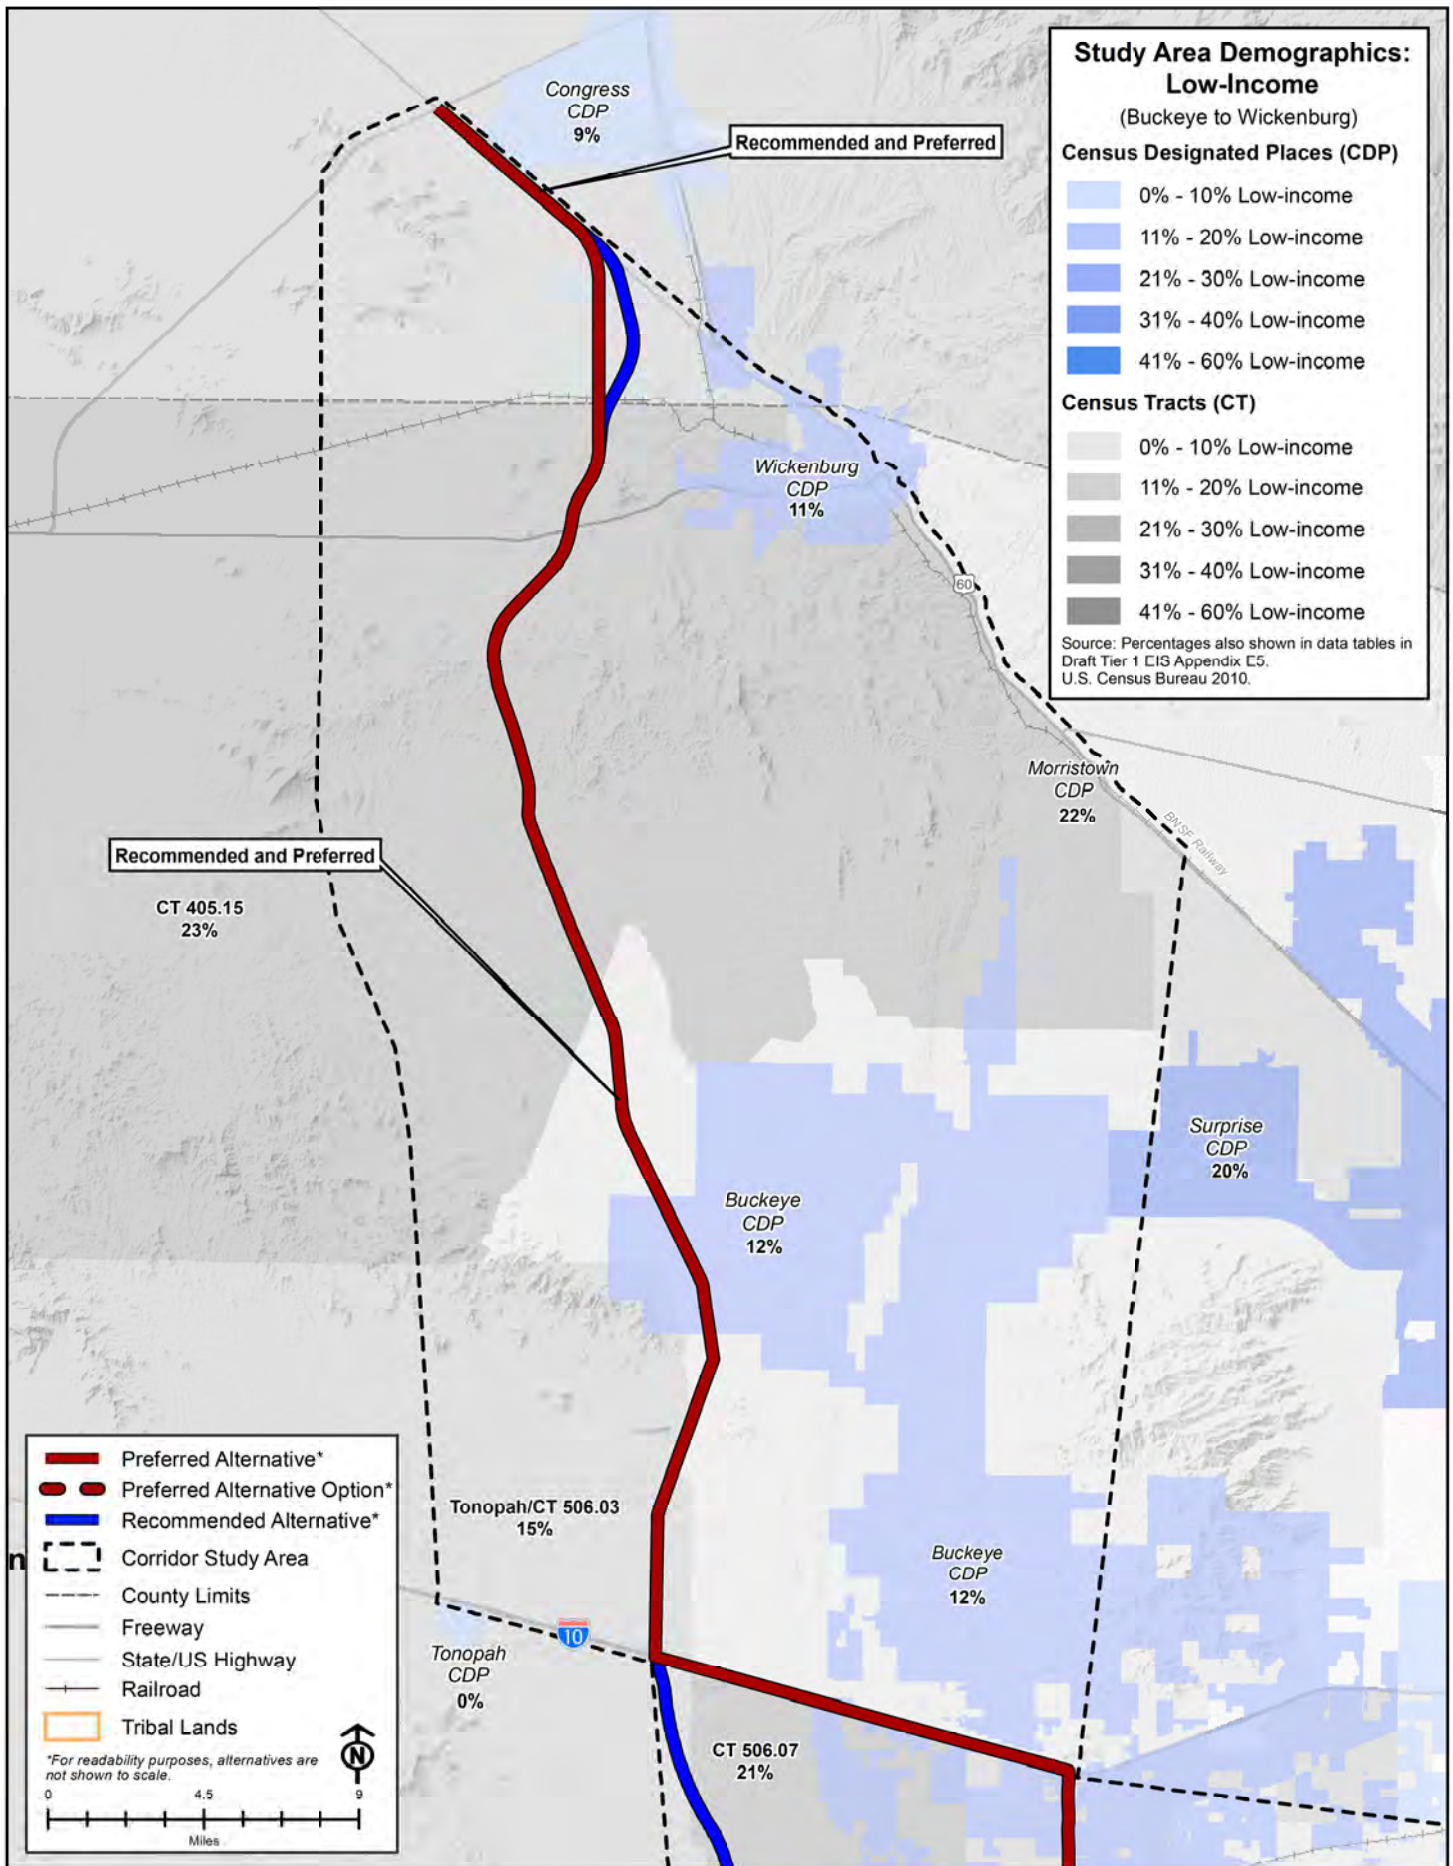 Study Area Demographics:
Low-Income
(Buckeye to Wickenburg)
Census Designated Places (CDP)
0% - 10% Low-income
11% - 20% Low-income
21% - 30% Low-income
31% - 40% Low-income
41% - 60% Low-income
Census Tracts (CT)
0% - 10% Low-income
11% - 20% Low-income
21% - 30% Low-income
31% - 40% Low-income
41% - 60% Low-income
Source: Percentages also shown in data tables in
Draft Tier 1 EIS Appendix E5.
U.S. Census Bureau 2010.
Congress
CDP
9%
Recommended and Preferred
Wickenburg
CDP
11%
60
Morristown
CDP
22%
BNSF Railway
Recommended and Preferred
CT 405.15
23%
Surprise
CDP
20%
Buckeye
CDP
12%
Tonopah/CT 506.03
15%
Buckeye
CDP
12%
10
Tonopah
CDP
0%
CT 506.07
21%
n
Preferred Alternative*
Preferred Alternative Option*
Recommended Alternative*
Corridor Study Area
County Limits
Freeway
State/US Highway
Railroad
Tribal Lands
*For readability purposes, alternatives are
not shown to scale.
N
0 4.5 9
Miles